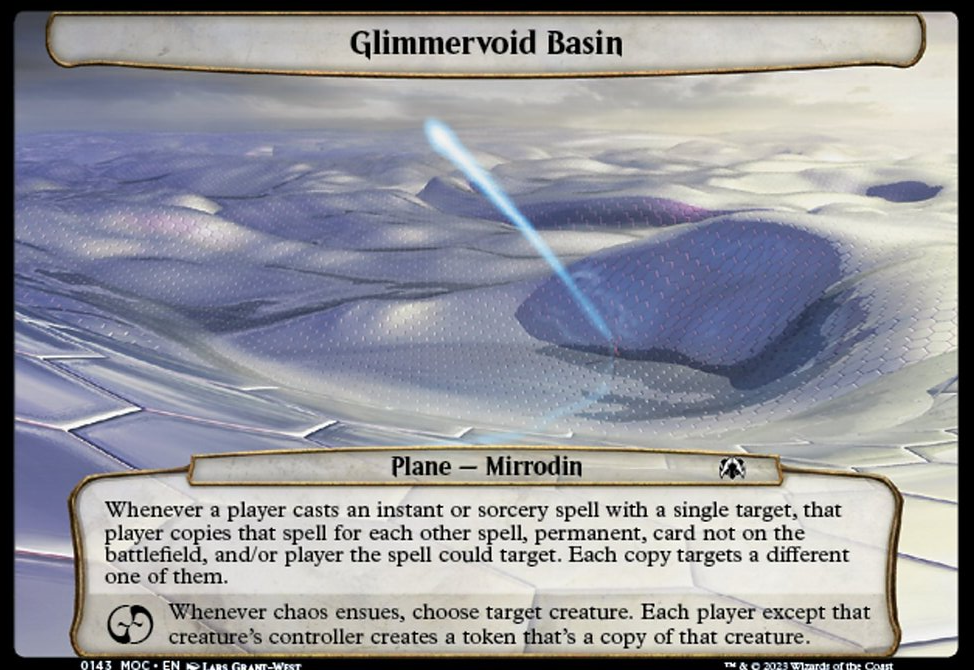 Glimmervoid Basin
Plane — Mirrodin
Whenever a player casts an instant or sorcery spell with a single target, that
player copies that spell for each other spell, permanent, card not on the
battlefield, and/or player the spell could target. Each copy targets a different
one of them.
Whenever chaos ensues, choose target creature. Each player except that
creature's controller creates a token that's a copy of that creature.
0143 MOC • EN Lars Grant-West
™ & © 2023 Wizards of the Coast